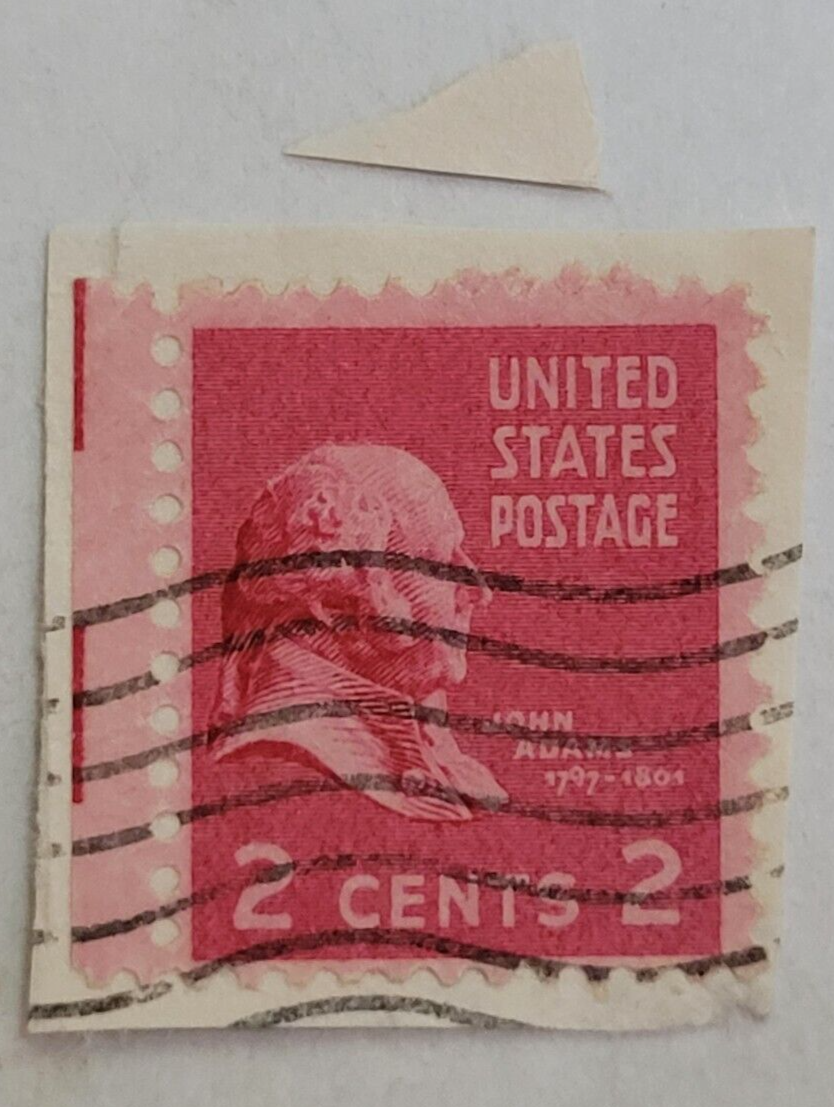 UNITED
STATES
POSTAGE
JOHN
ADAMS
1797-1801
2 CENTS 2